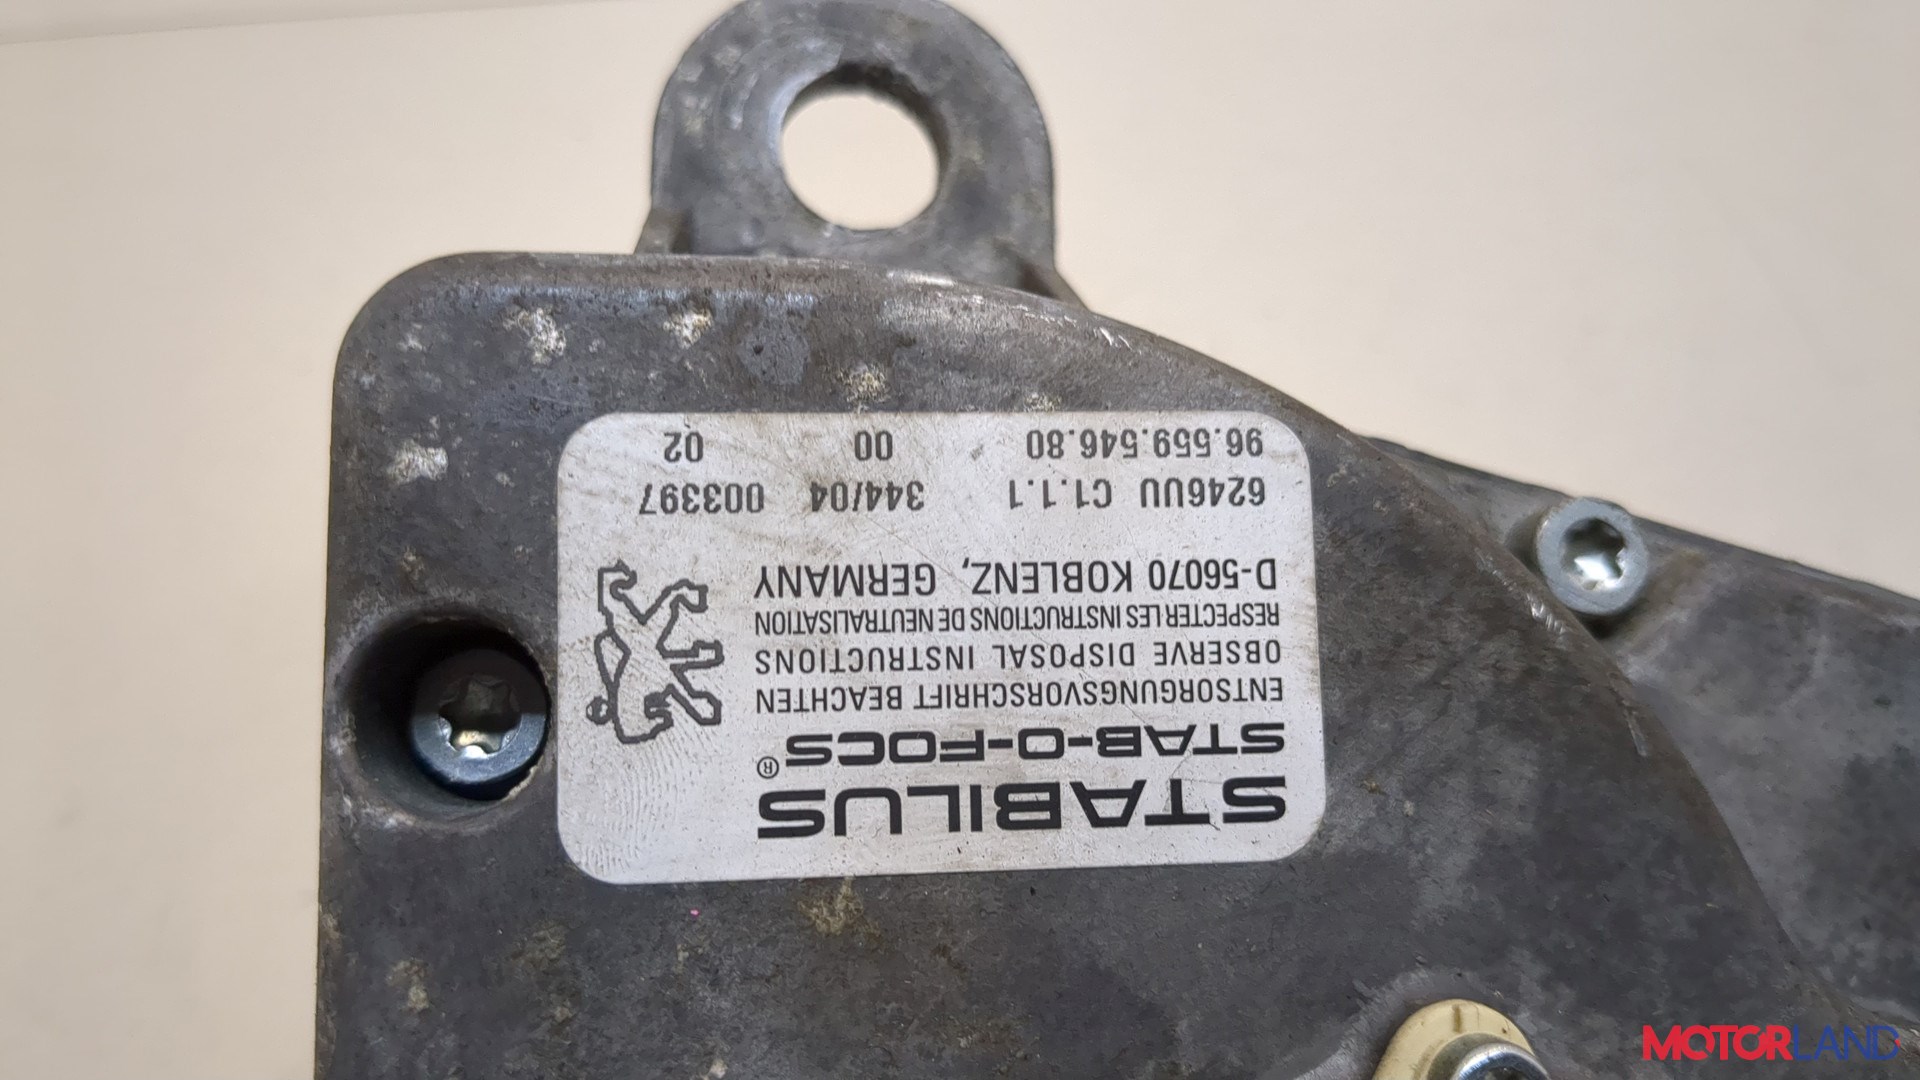 STABILUS
STAB-O-FOCS®
ENTSORGUNGSVORSCHRIFT BEACHTEN
OBSERVE DISPOSAL INSTRUCTIONS
RESPECTER LES INSTRUCTIONS DE NEUTRALISATION
D-56070 KOBLENZ, GERMANY
6246UU C1.1.1 344/04 003397
96.559.546.80 00 02
MOTORLAND